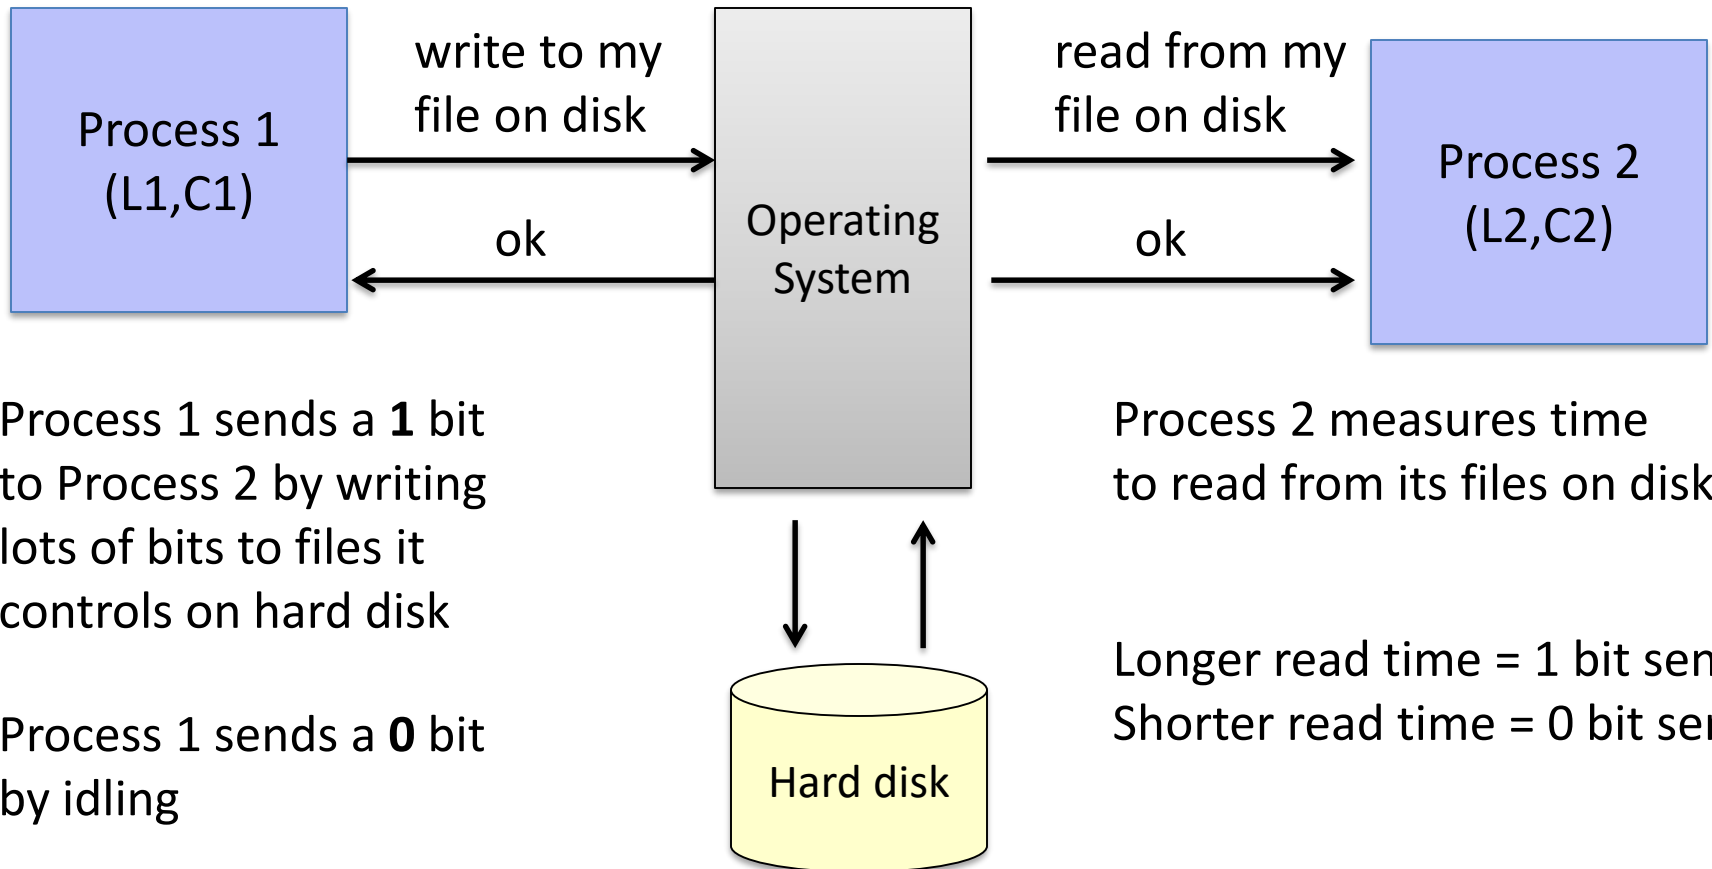 Process 1
(L1,C1)
write to my
file on disk
ok
Operating
System
read from my
file on disk
ok
Process 2
(L2,C2)
Process 1 sends a 1 bit
to Process 2 by writing
lots of bits to files it
controls on hard disk
Process 1 sends a 0 bit
by idling
Hard disk
Process 2 measures time
to read from its files on disk
Longer read time = 1 bit
Shorter read time = 0 bit